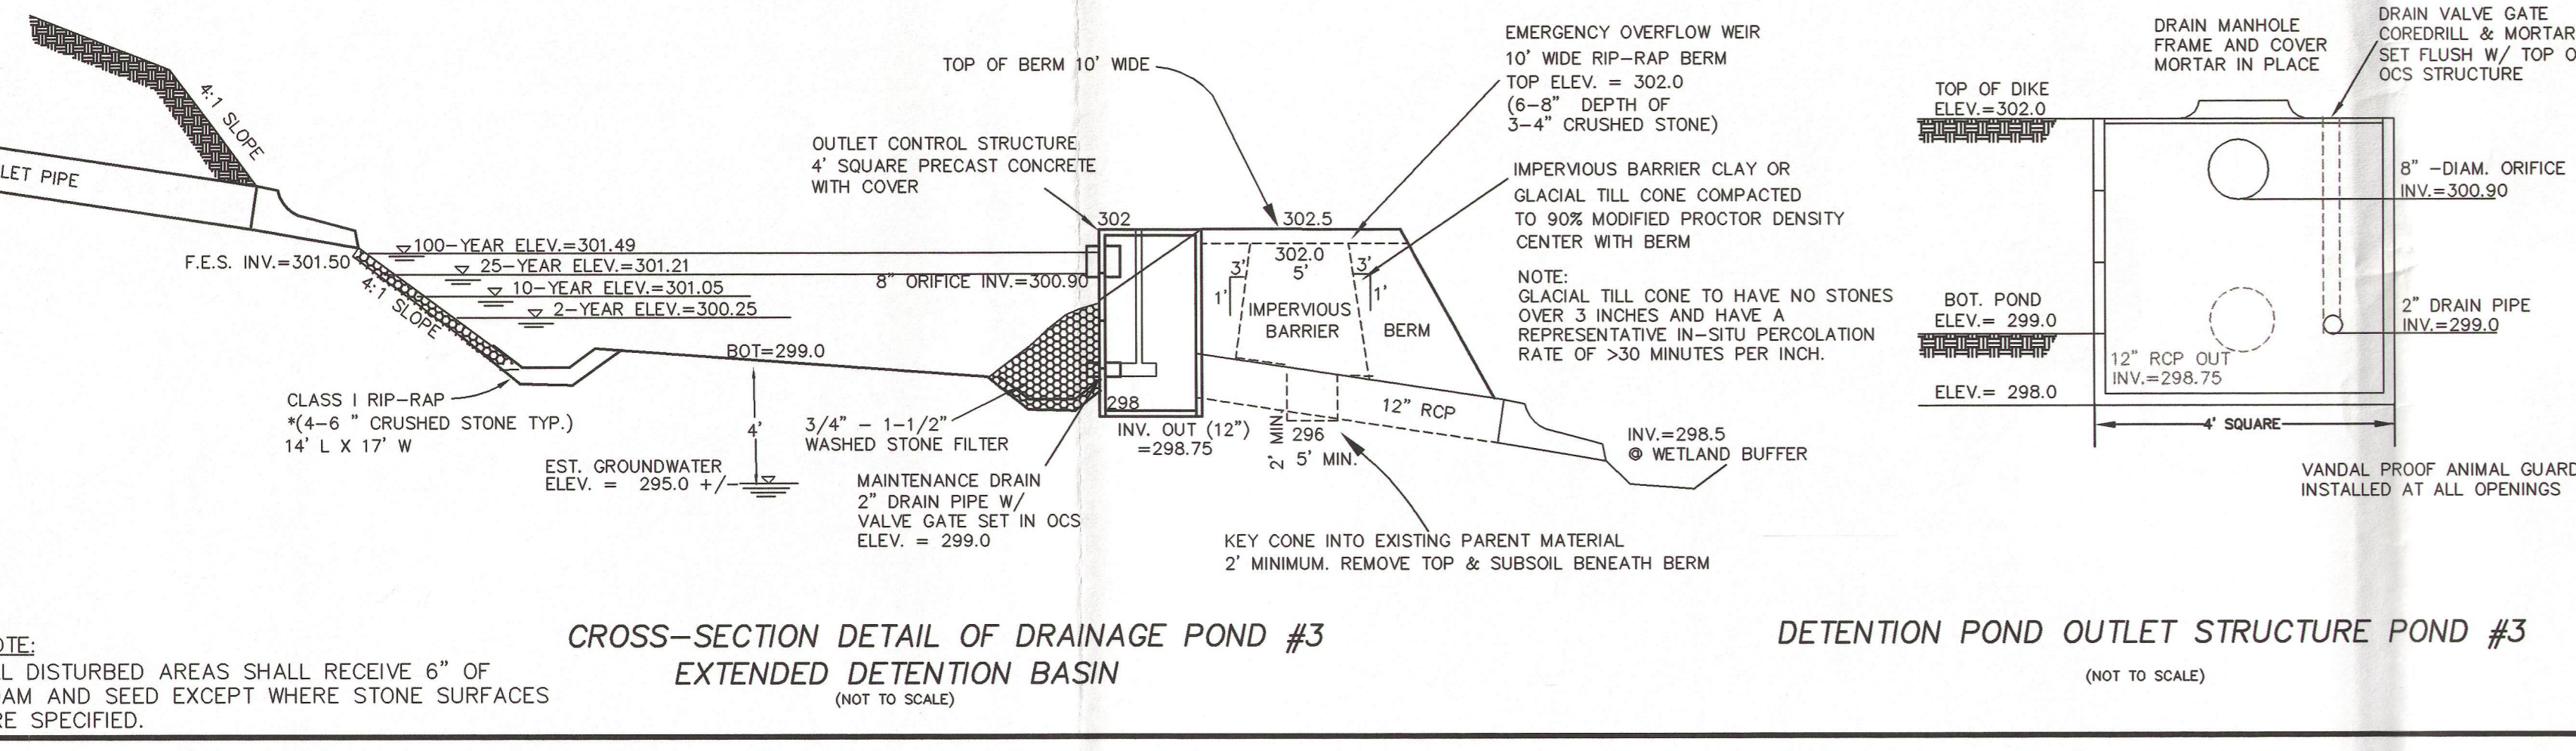 4:1 SLOPE
LET PIPE
F.E.S. INV.=301.50
4:1 SLOPE
100-YEAR ELEV.=301.49
25-YEAR ELEV.=301.21
10-YEAR ELEV.=301.05
2-YEAR ELEV.=300.25
8" ORIFICE INV.=300.90
BOT=299.0
CLASS I RIP-RAP
*(4-6 " CRUSHED STONE TYP.)
14' L X 17' W
4'
EST. GROUNDWATER
ELEV. = 295.0 +/-
TOP OF BERM 10' WIDE
OUTLET CONTROL STRUCTURE
4' SQUARE PRECAST CONCRETE
WITH COVER
302
302.5
302.0
5'
3'
1'
3'
1'
IMPERVIOUS
BARRIER
BERM
298
12" RCP
3/4" - 1-1/2"
WASHED STONE FILTER
INV. OUT (12")
=298.75
2' MIN
296
5' MIN.
MAINTENANCE DRAIN
2" DRAIN PIPE W/
VALVE GATE SET IN OCS
ELEV. = 299.0
INV.=298.5
@ WETLAND BUFFER
KEY CONE INTO EXISTING PARENT MATERIAL
2' MINIMUM. REMOVE TOP & SUBSOIL BENEATH BERM
EMERGENCY OVERFLOW WEIR
10' WIDE RIP-RAP BERM
TOP ELEV. = 302.0
(6-8" DEPTH OF
3-4" CRUSHED STONE)
IMPERVIOUS BARRIER CLAY OR
GLACIAL TILL CONE COMPACTED
TO 90% MODIFIED PROCTOR DENSITY
CENTER WITH BERM
NOTE:
GLACIAL TILL CONE TO HAVE NO STONES
OVER 3 INCHES AND HAVE A
REPRESENTATIVE IN-SITU PERCOLATION
RATE OF >30 MINUTES PER INCH.
CROSS-SECTION DETAIL OF DRAINAGE POND #3
EXTENDED DETENTION BASIN
(NOT TO SCALE)
OTE:
L DISTURBED AREAS SHALL RECEIVE 6" OF
OAM AND SEED EXCEPT WHERE STONE SURFACES
RE SPECIFIED.
DRAIN MANHOLE
FRAME AND COVER
MORTAR IN PLACE
DRAIN VALVE GATE
COREDRILL & MORTAR
SET FLUSH W/ TOP O
OCS STRUCTURE
TOP OF DIKE
ELEV.=302.0
8" -DIAM. ORIFICE
INV.=300.90
BOT. POND
ELEV.= 299.0
2" DRAIN PIPE
INV.=299.0
12" RCP OUT
INV.=298.75
ELEV.= 298.0
4' SQUARE
VANDAL PROOF ANIMAL GUARD
INSTALLED AT ALL OPENINGS
DETENTION POND OUTLET STRUCTURE POND #3
(NOT TO SCALE)